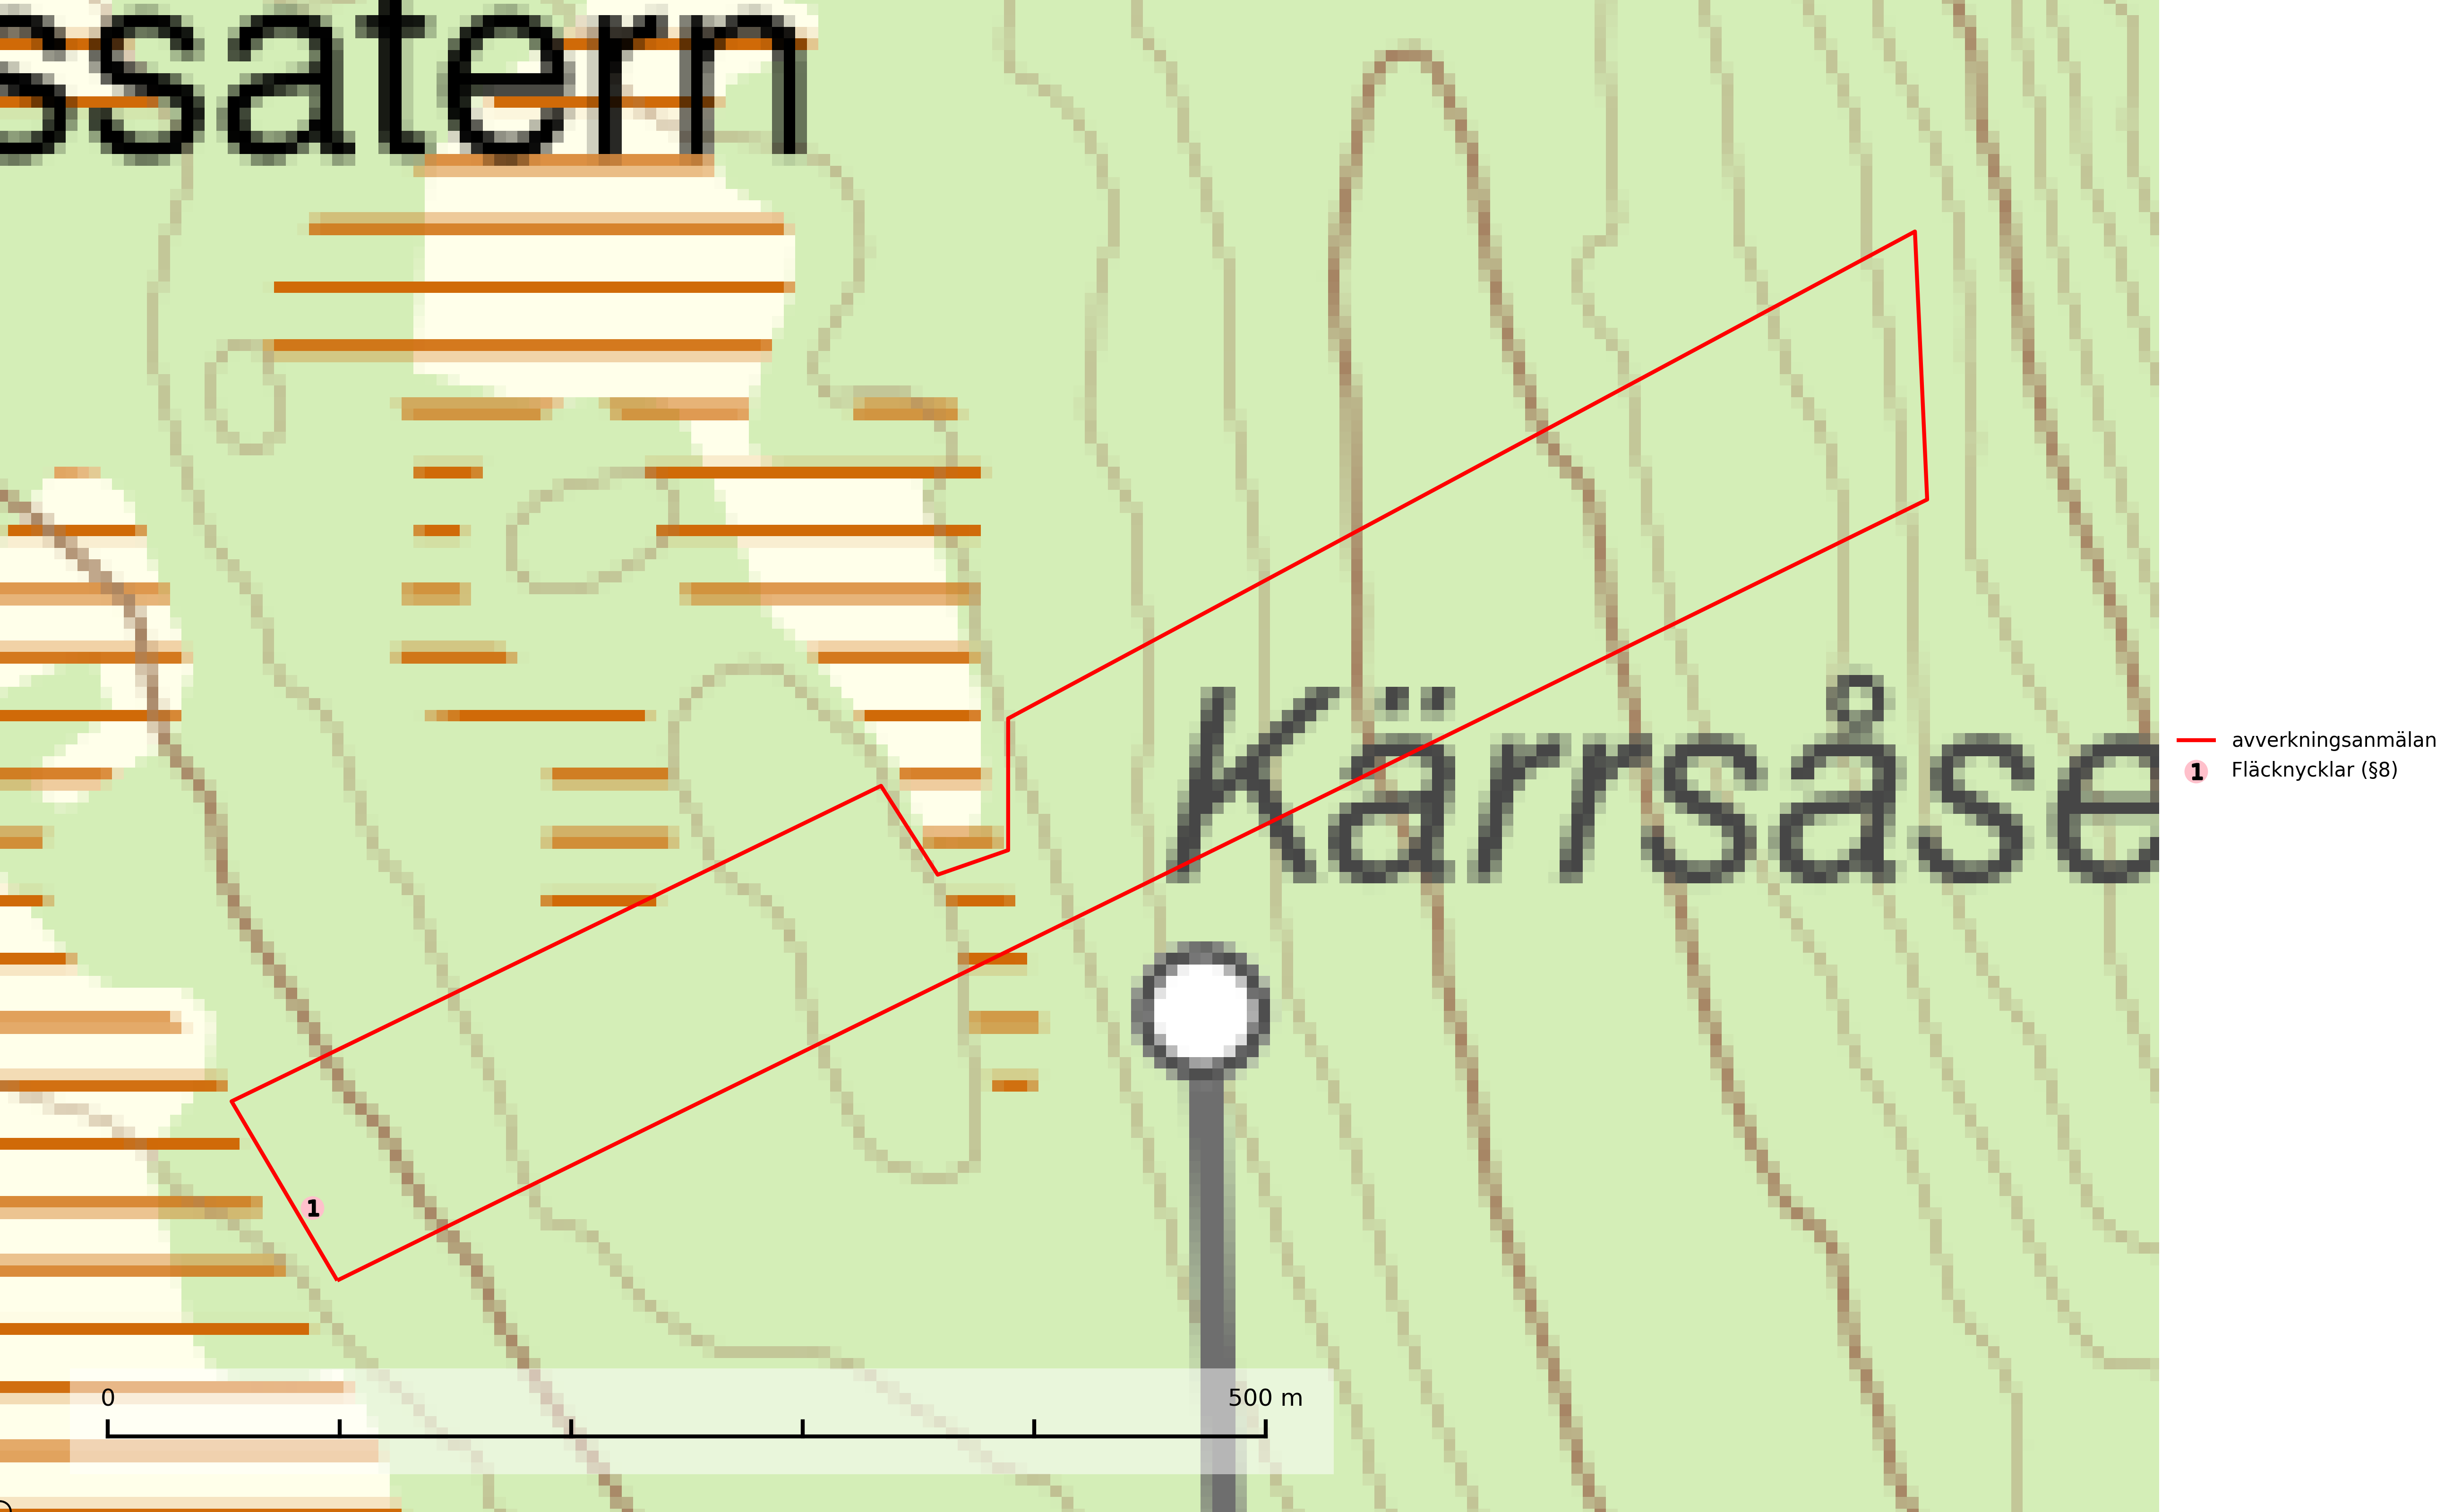 ssatern
Kärrsåse
avverkningsanmälan
1 Fläcknycklar (§8)
1
0 500 m